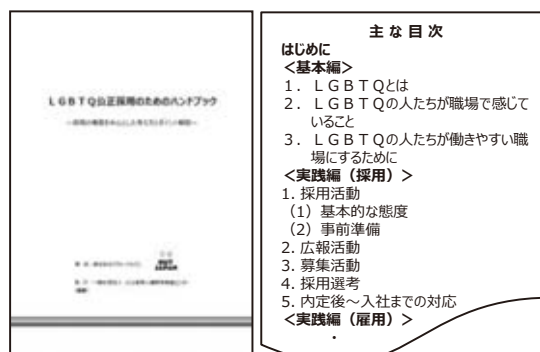 LGBTQ公正採用のためのハンドブック
主な目次
はじめに
＜基本編＞
1． LGBTQとは
2． LGBTQの人たちが職場で感じて
いること
3． LGBTQの人たちが働きやすい職
場にするために
＜実践編（採用）＞
1. 採用活動
（1）基本的な態度
（2）事前準備
2. 広報活動
3. 募集活動
4. 採用選考
5. 内定後～入社までの対応
＜実践編（雇用）＞
・